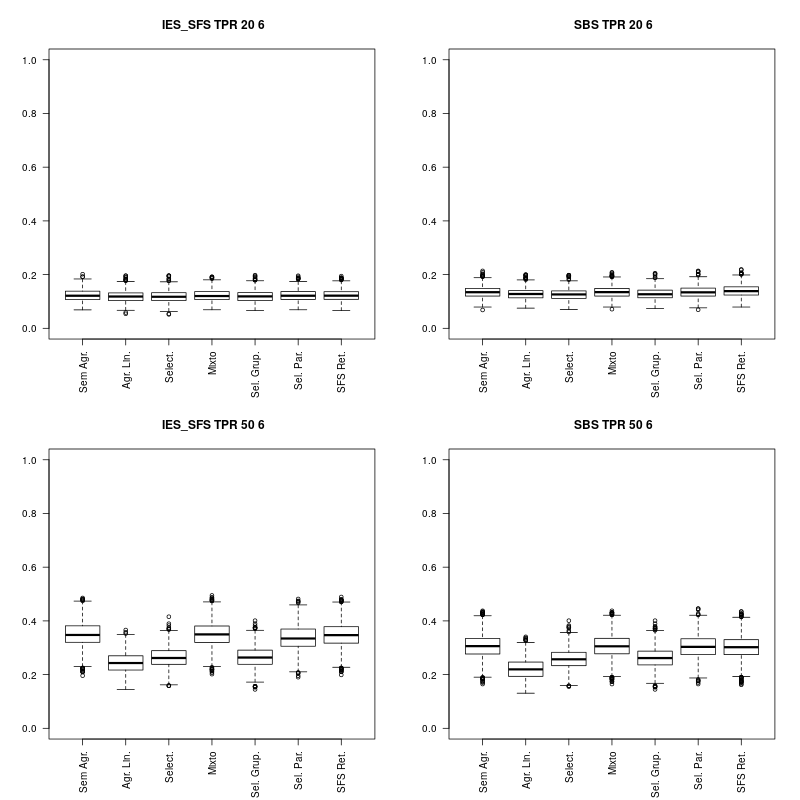 IES_SFS TPR 20 6
1.0
0.8
0.6
0.4
0.2
0.0
Sem Agr.
Agr. Lin.
Select.
Mixto
Sel. Grup.
Sel. Par.
SFS Ret.
SBS TPR 20 6
1.0
0.8
0.6
0.4
0.2
0.0
Sem Agr.
Agr. Lin.
Select.
Mixto
Sel. Grup.
Sel. Par.
SFS Ret.
IES_SFS TPR 50 6
1.0
0.8
0.6
0.4
0.2
0.0
Sem Agr.
Agr. Lin.
Select.
Mixto
Sel. Grup.
Sel. Par.
SFS Ret.
SBS TPR 50 6
1.0
0.8
0.6
0.4
0.2
0.0
Sem Agr.
Agr. Lin.
Select.
Mixto
Sel. Grup.
Sel. Par.
SFS Ret.